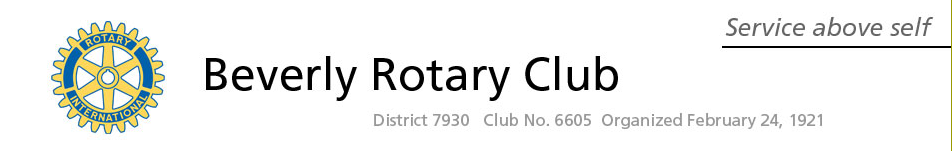 Service above self
ROTARY
INTERNATIONAL
Beverly Rotary Club
District 7930 Club No. 6605 Organized February 24, 1921